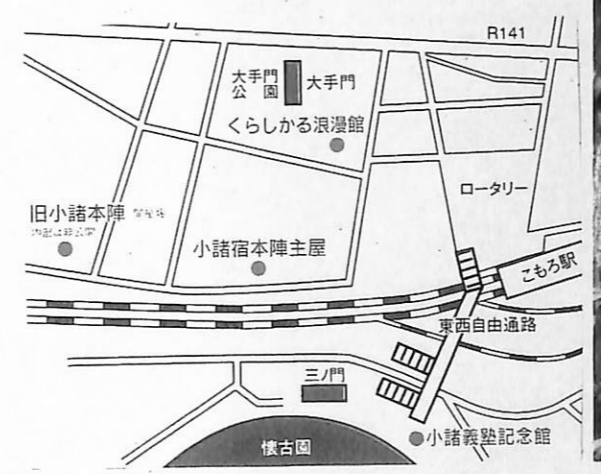 R141
大手門
公園
大手門
くらしかる浪漫館
ロータリー
旧小諸本陣
小諸宿本陣主屋
こもろ駅
東西自由通路
三ノ門
小諸義塾記念館
懐古園